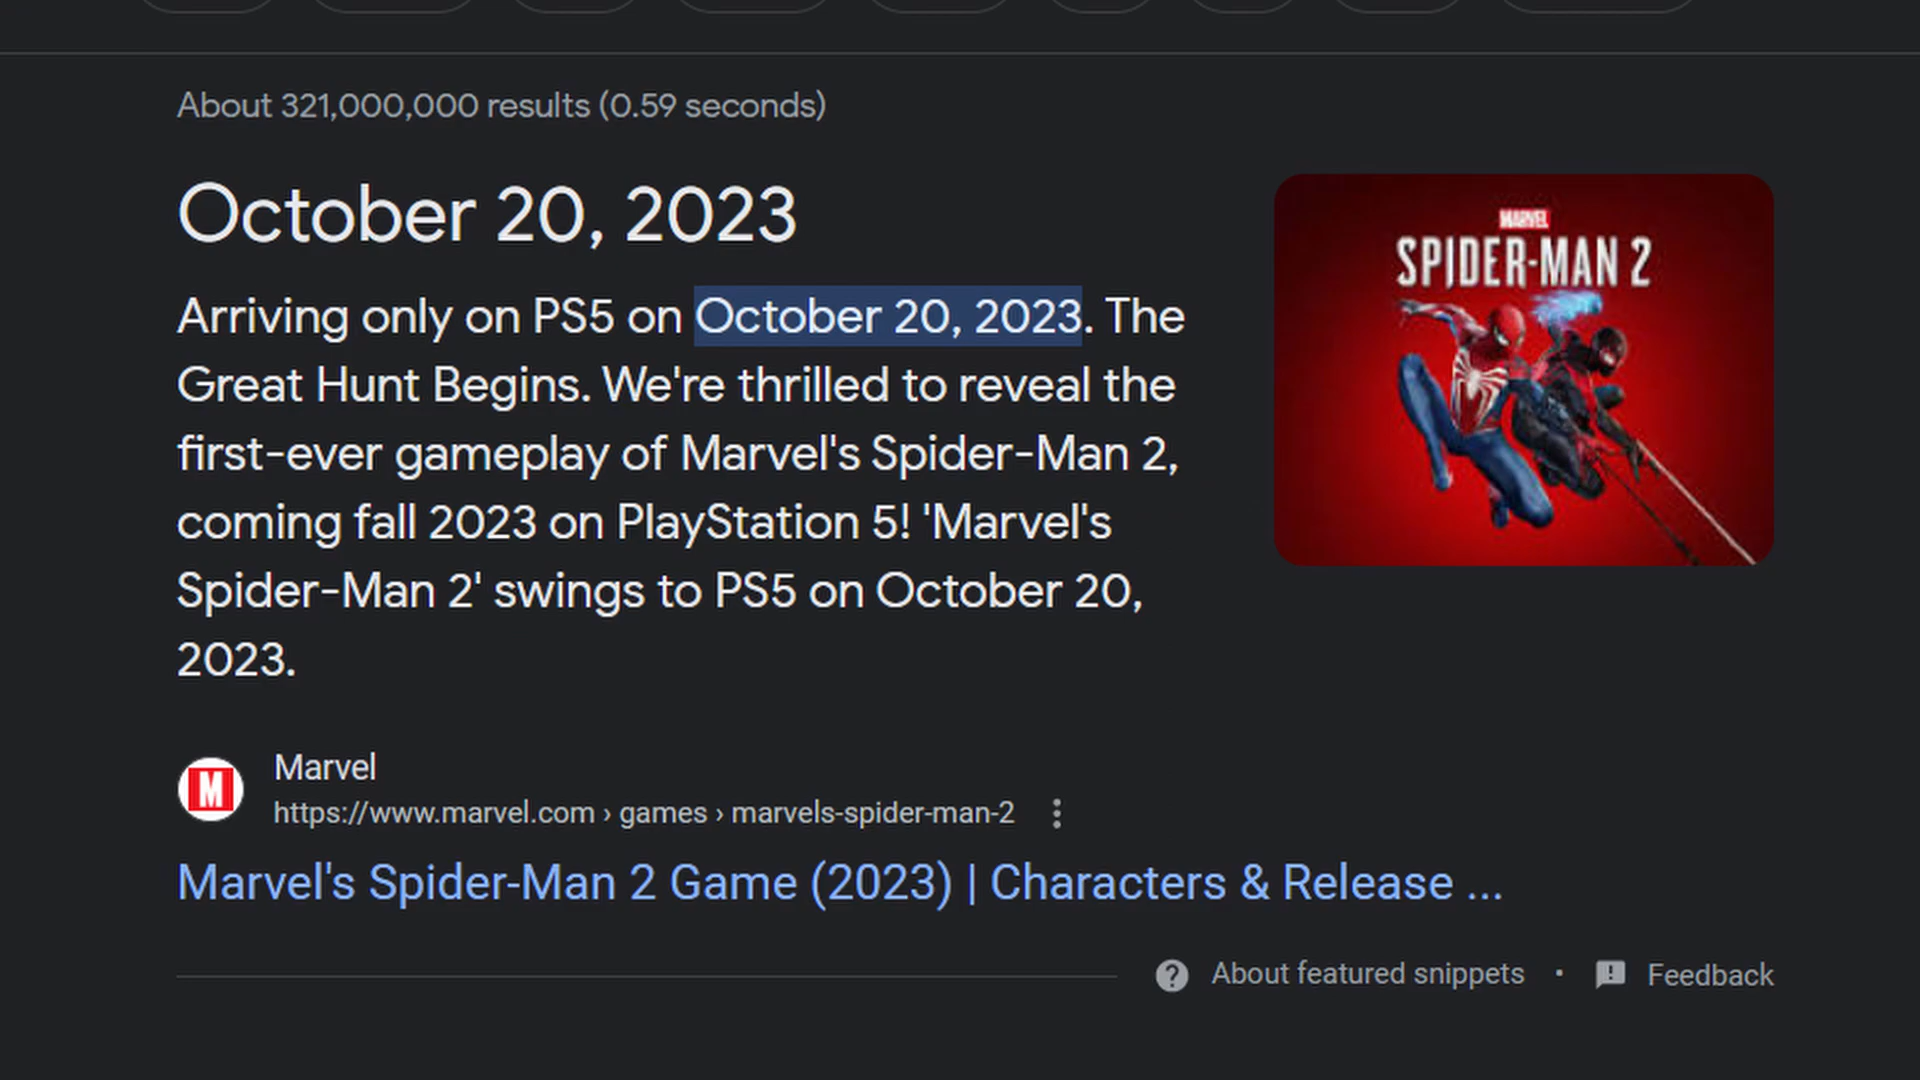 About 321,000,000 results (0.59 seconds)
October 20, 2023
Arriving only on PS5 on October 20, 2023. The
Great Hunt Begins. We're thrilled to reveal the
first-ever gameplay of Marvel's Spider-Man 2,
coming fall 2023 on PlayStation 5! 'Marvel's
Spider-Man 2' swings to PS5 on October 20,
2023.
MARVEL
SPIDER-MAN 2
M
Marvel
https://www.marvel.com › games › marvels-spider-man-2
Marvel's Spider-Man 2 Game (2023) | Characters & Release ...
About featured snippets • Feedback